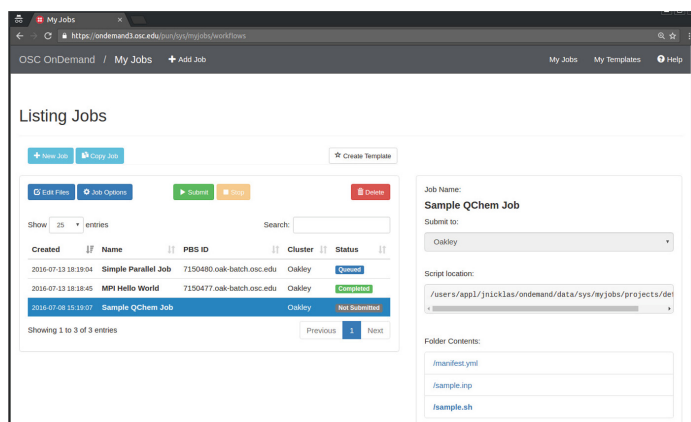 My Jobs
https://ondemand3.osc.edu/pun/sys/myjobs/workflows
OSC OnDemand / My Jobs + Add Job My Jobs My Templates Help
Listing Jobs
New Job Copy Job Create Template
Edit Files Job Options Submit Stop Delete
Show 25 entries Search:
Created Name PBS ID Cluster Status
2016-07-13 18:19:04 Simple Parallel Job 7150480.oak-batch.osc.edu Oakley Queued
2016-07-13 18:18:45 MPI Hello World 7150477.oak-batch.osc.edu Oakley Completed
2016-07-08 15:19:07 Sample QChem Job Oakley Not Submitted
Showing 1 to 3 of 3 entries Previous 1 Next
Job Name:
Sample QChem Job
Submit to:
Oakley
Script location:
/users/appl/jnicklas/ondemand/data/sys/myjobs/projects/def
Folder Contents:
/manifest.yml
/sample.inp
/sample.sh